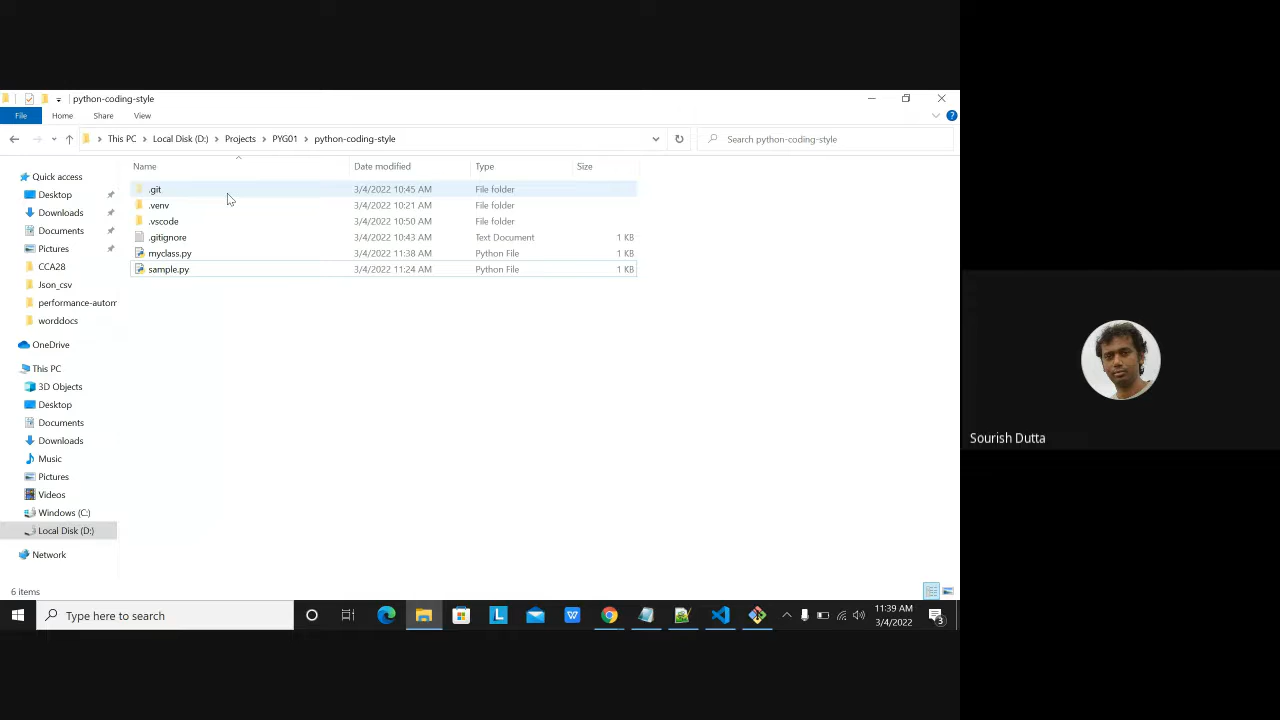 python-coding-style
File Home Share View
This PC Local Disk (D:) Projects PYG01 python-coding-style
Search python-coding-style
Name Date modified Type Size
.git 3/4/2022 10:45 AM File folder
.venv 3/4/2022 10:21 AM File folder
.vscode 3/4/2022 10:50 AM File folder
.gitignore 3/4/2022 10:43 AM Text Document 1 KB
myclass.py 3/4/2022 11:38 AM Python File 1 KB
sample.py 3/4/2022 11:24 AM Python File 1 KB
Quick access
Desktop
Downloads
Documents
Pictures
CCA28
Json_csv
performance-autom
worddocs
OneDrive
This PC
3D Objects
Desktop
Documents
Downloads
Music
Pictures
Videos
Windows (C:)
Local Disk (D:)
Network
6 items
Type here to search
11:39 AM
3/4/2022
3
Sourish Dutta